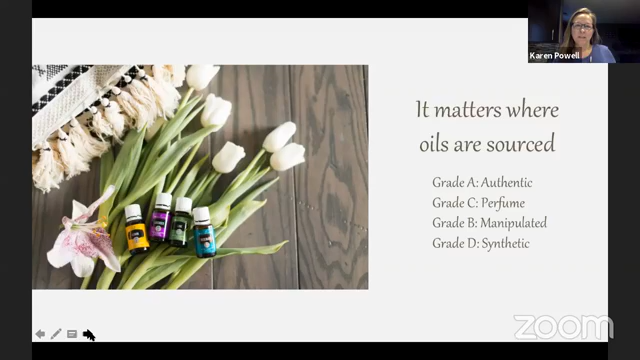 Karen Powell
It matters where
oils are sourced
Grade A: Authentic
Grade C: Perfume
Grade B: Manipulated
Grade D: Synthetic
zoom